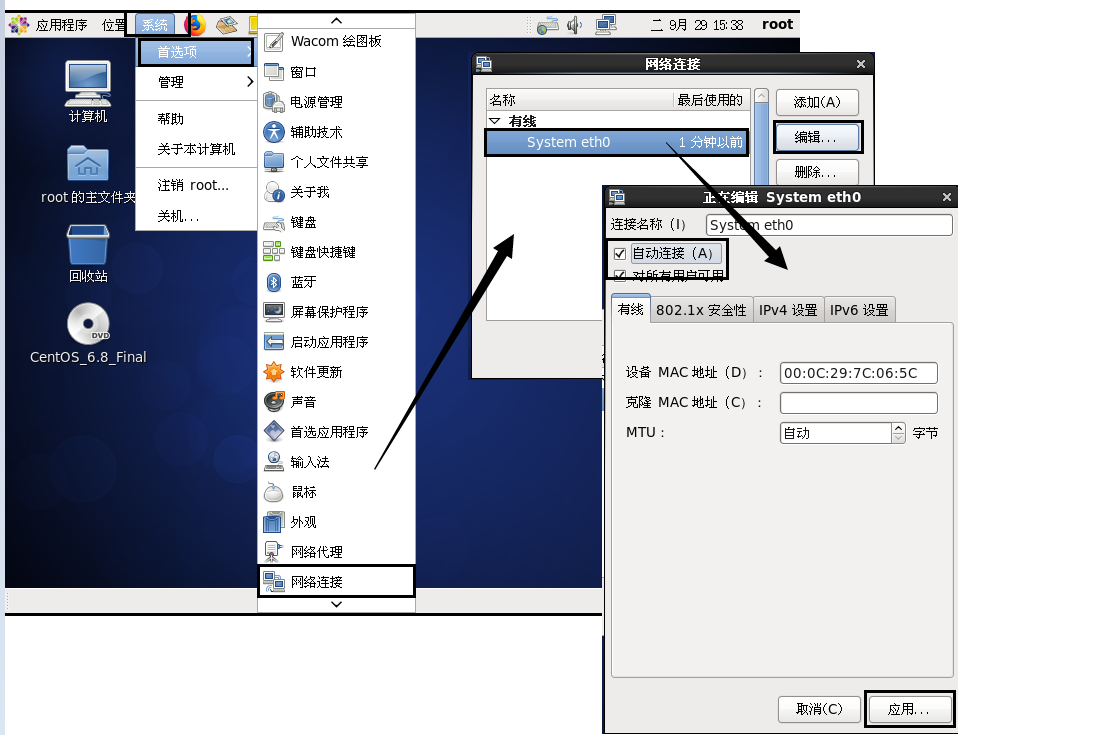 应用程序 位置 系统
二 9月 29 15:38 root
首选项
管理
帮助
关于本计算机
注销 root...
关机...
计算机
root 的主文件夹
回收站
DVD
CentOS_6.8_Final
Wacom 绘图板
窗口
电源管理
辅助技术
个人文件共享
关于我
键盘
键盘快捷键
蓝牙
屏幕保护程序
启动应用程序
软件更新
声音
首选应用程序
输入法
鼠标
外观
网络代理
网络连接
网络连接
名称 最后使用的
有线
System eth0 1 分钟以前
添加(A)
编辑...
删除...
正在编辑 System eth0
连接名称（I） System eth0
自动连接（A）
对所有用户可用
有线 802.1x 安全性 IPv4 设置 IPv6 设置
设备 MAC 地址（D）： 00:0C:29:7C:06:5C
克隆 MAC 地址（C）：
MTU： 自动 字节
取消(C) 应用...